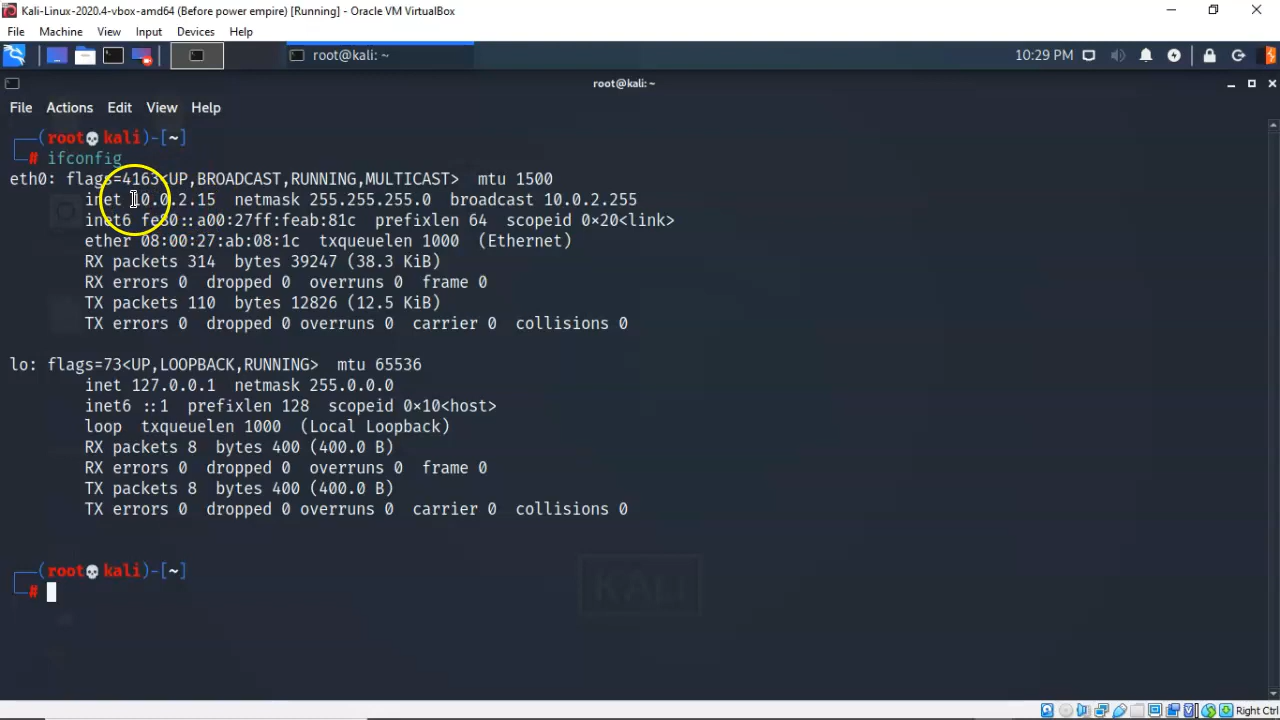 Kali-Linux-2020.4-vbox-amd64 (Before power empire) [Running] - Oracle VM VirtualBox
File Machine View Input Devices Help
root@kali: ~
10:29 PM
root@kali:~
File Actions Edit View Help
(root💀kali)-[~]
# ifconfig
eth0: flags=4163<UP,BROADCAST,RUNNING,MULTICAST> mtu 1500
inet 10.0.2.15 netmask 255.255.255.0 broadcast 10.0.2.255
inet6 fe80::a00:27ff:feab:81c prefixlen 64 scopeid 0×20<link>
ether 08:00:27:ab:08:1c txqueuelen 1000 (Ethernet)
RX packets 314 bytes 39247 (38.3 KiB)
RX errors 0 dropped 0 overruns 0 frame 0
TX packets 110 bytes 12826 (12.5 KiB)
TX errors 0 dropped 0 overruns 0 carrier 0 collisions 0
lo: flags=73<UP,LOOPBACK,RUNNING> mtu 65536
inet 127.0.0.1 netmask 255.0.0.0
inet6 ::1 prefixlen 128 scopeid 0×10<host>
loop txqueuelen 1000 (Local Loopback)
RX packets 8 bytes 400 (400.0 B)
RX errors 0 dropped 0 overruns 0 frame 0
TX packets 8 bytes 400 (400.0 B)
TX errors 0 dropped 0 overruns 0 carrier 0 collisions 0
(root💀kali)-[~]
#
KALI
Right Ctrl